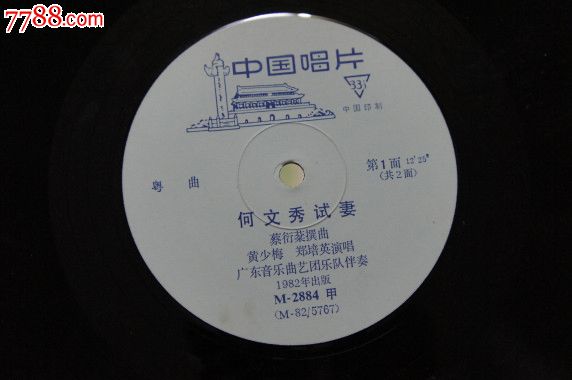 7788.com
中国唱片
33⅓
中国印制
粤曲
第1面 12'25"
(共2面)
何文秀试妻
蔡衍棻撰曲
黄少梅 郑培英演唱
广东音乐曲艺团乐队伴奏
1982年出版
M-2884 甲
(M-82/5767)